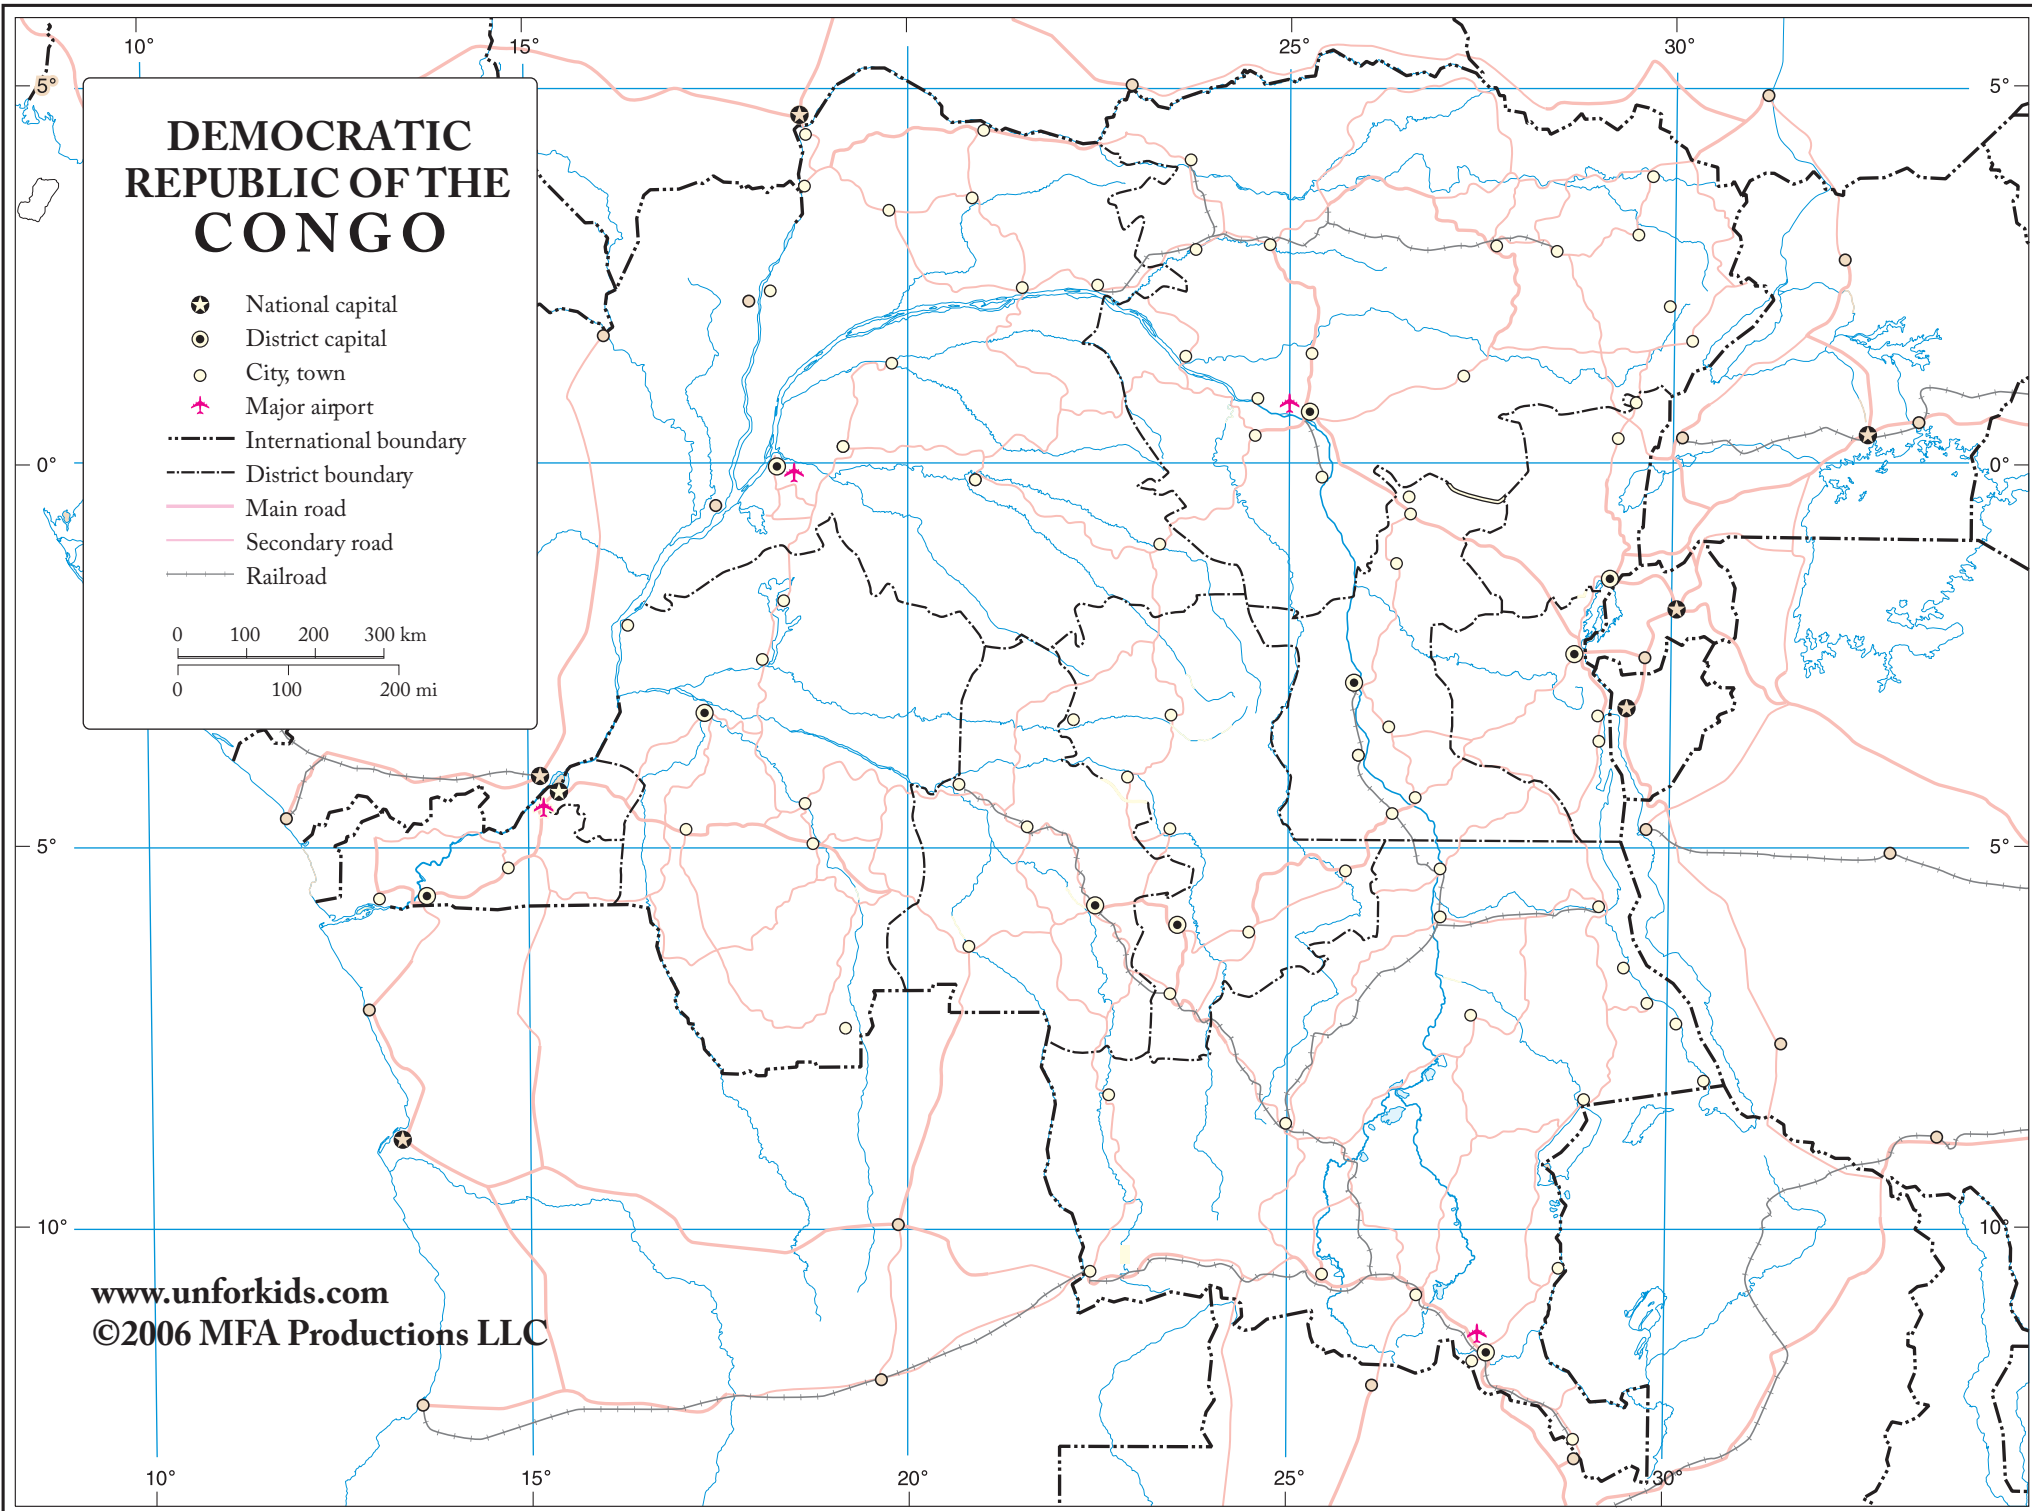 10°
15°
25°
30°
5°
5°
DEMOCRATIC
REPUBLIC OF THE
CONGO
National capital
District capital
City, town
Major airport
International boundary
District boundary
Main road
Secondary road
Railroad
0 100 200 300 km
0 100 200 mi
0°
0°
5°
5°
10°
10°
www.unforkids.com
©2006 MFA Productions LLC
10°
15°
20°
25°
30°